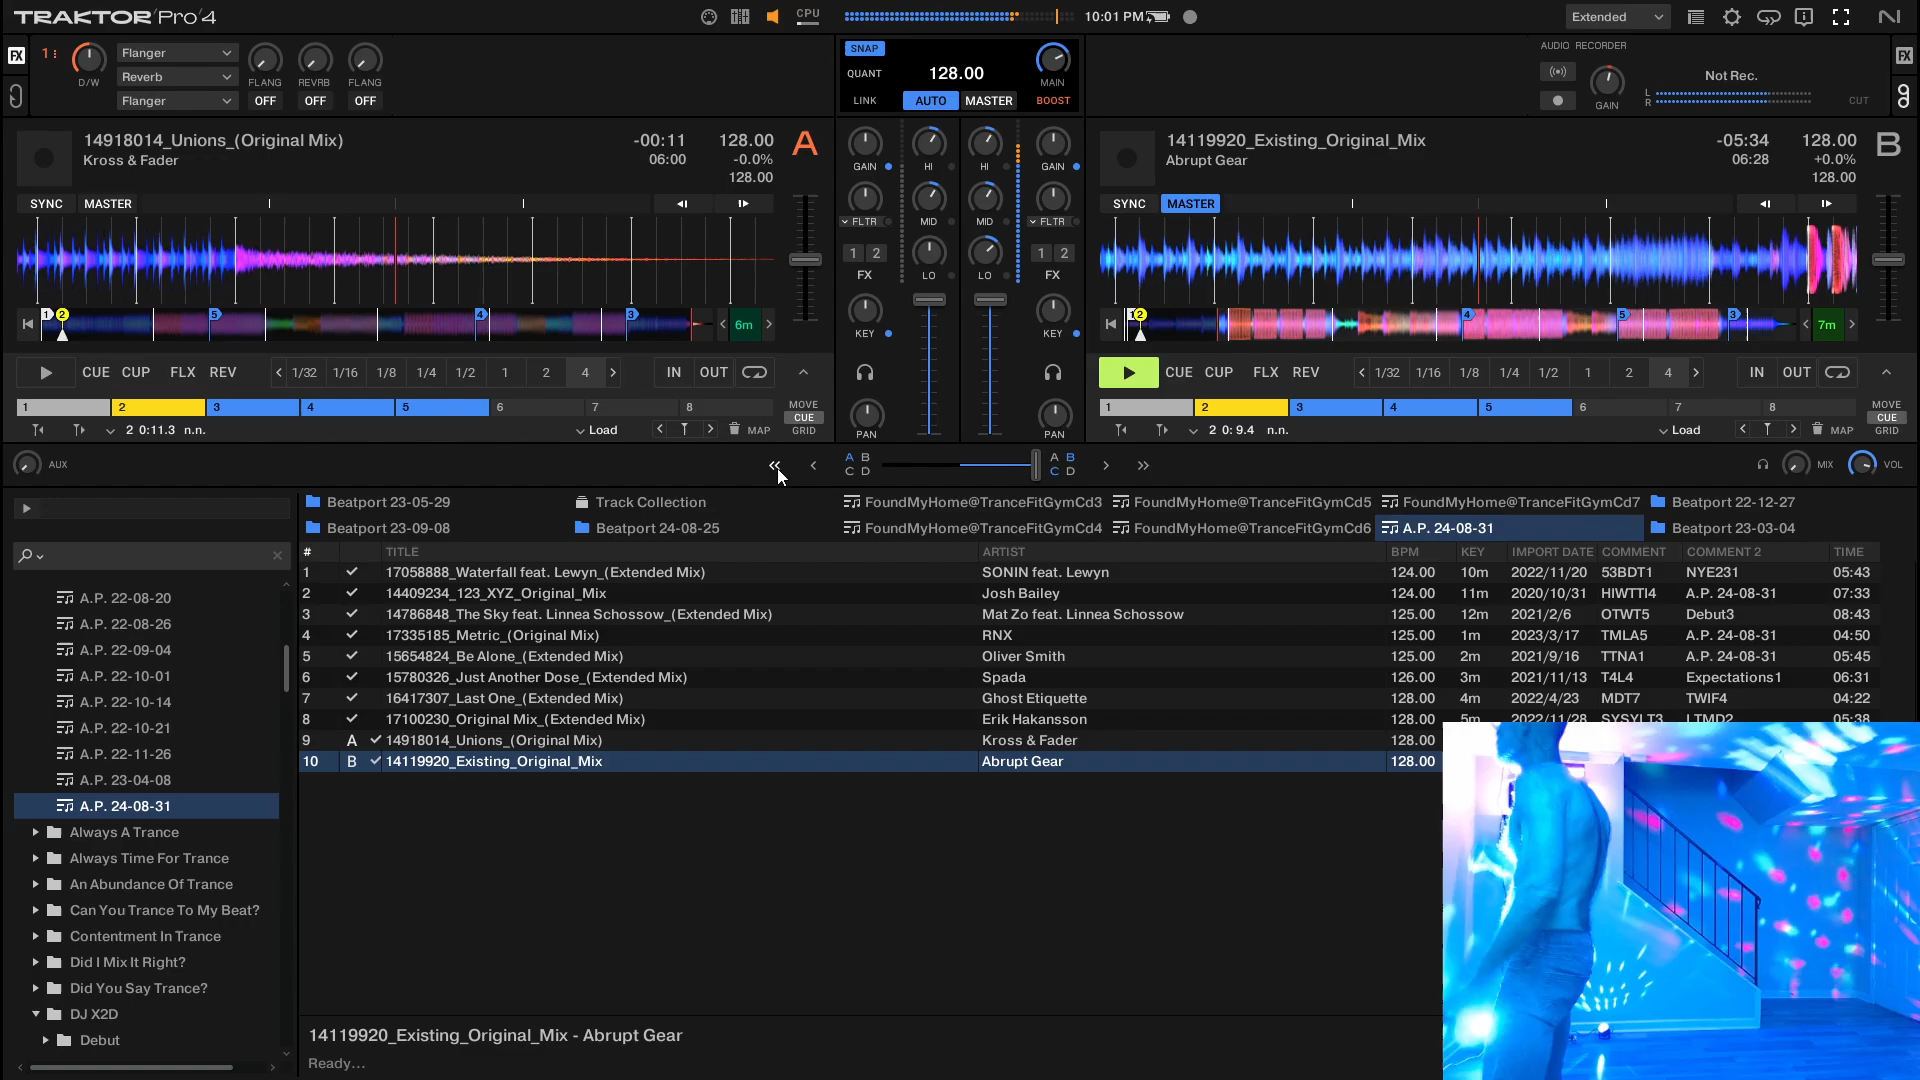 TRAKTOR Pro 4
CPU
10:01 PM
Extended
FX
1
D/W
Flanger
Reverb
Flanger
FLANG REVRB FLANG
OFF OFF OFF
SNAP
QUANT 128.00
LINK AUTO MASTER
MAIN
BOOST
AUDIO RECORDER
GAIN
Not Rec.
L
R
CUT
FX
14918014_Unions_(Original Mix) -00:11 128.00 A
Kross & Fader 06:00 -0.0%
128.00
SYNC MASTER
1 2 5 4 3
6m
CUE CUP FLX REV 1/32 1/16 1/8 1/4 1/2 1 2 4 IN OUT
1 2 3 4 5 6 7 8
MOVE
CUE
GRID
2 0:11.3 n.n. Load MAP
GAIN HI HI GAIN
MID MID
FLTR FLTR
1 2 1 2
FX LO LO FX
KEY KEY
PAN PAN
14119920_Existing_Original_Mix -05:34 128.00 B
Abrupt Gear 06:28 +0.0%
128.00
SYNC MASTER
1 2 4 5 3
7m
CUE CUP FLX REV 1/32 1/16 1/8 1/4 1/2 1 2 4 IN OUT
1 2 3 4 5 6 7 8
MOVE
CUE
GRID
2 0: 9.4 n.n. Load MAP
AUX
A B A B
C D C D
MIX VOL
Beatport 23-05-29 Track Collection FoundMyHome@TranceFitGymCd3 FoundMyHome@TranceFitGymCd5 FoundMyHome@TranceFitGymCd7 Beatport 22-12-27
Beatport 23-09-08 Beatport 24-08-25 FoundMyHome@TranceFitGymCd4 FoundMyHome@TranceFitGymCd6 A.P. 24-08-31 Beatport 23-03-04
# TITLE ARTIST BPM KEY IMPORT DATE COMMENT COMMENT 2 TIME
1 17058888_Waterfall feat. Lewyn_(Extended Mix) SONIN feat. Lewyn 124.00 10m 2022/11/20 53BDT1 NYE231 05:43
2 14409234_123_XYZ_Original_Mix Josh Bailey 124.00 11m 2020/10/31 HIWTTI4 A.P. 24-08-31 07:33
3 14786848_The Sky feat. Linnea Schossow_(Extended Mix) Mat Zo feat. Linnea Schossow 125.00 12m 2021/2/6 OTWT5 Debut3 08:43
4 17335185_Metric_(Original Mix) RNX 125.00 1m 2023/3/17 TMLA5 A.P. 24-08-31 04:50
5 15654824_Be Alone_(Extended Mix) Oliver Smith 125.00 2m 2021/9/16 TTNA1 A.P. 24-08-31 05:45
6 15780326_Just Another Dose_(Extended Mix) Spada 126.00 3m 2021/11/13 T4L4 Expectations1 06:31
7 16417307_Last One_(Extended Mix) Ghost Etiquette 128.00 4m 2022/4/23 MDT7 TWIF4 04:22
8 17100230_Original Mix_(Extended Mix) Erik Hakansson 128.00 5m 2022/11/28 SYSYLT3 LTMD2 05:38
9 A 14918014_Unions_(Original Mix) Kross & Fader 128.00
10 B 14119920_Existing_Original_Mix Abrupt Gear 128.00
A.P. 22-08-20
A.P. 22-08-26
A.P. 22-09-04
A.P. 22-10-01
A.P. 22-10-14
A.P. 22-10-21
A.P. 22-11-26
A.P. 23-04-08
A.P. 24-08-31
Always A Trance
Always Time For Trance
An Abundance Of Trance
Can You Trance To My Beat?
Contentment In Trance
Did I Mix It Right?
Did You Say Trance?
DJ X2D
Debut
14119920_Existing_Original_Mix - Abrupt Gear
Ready...